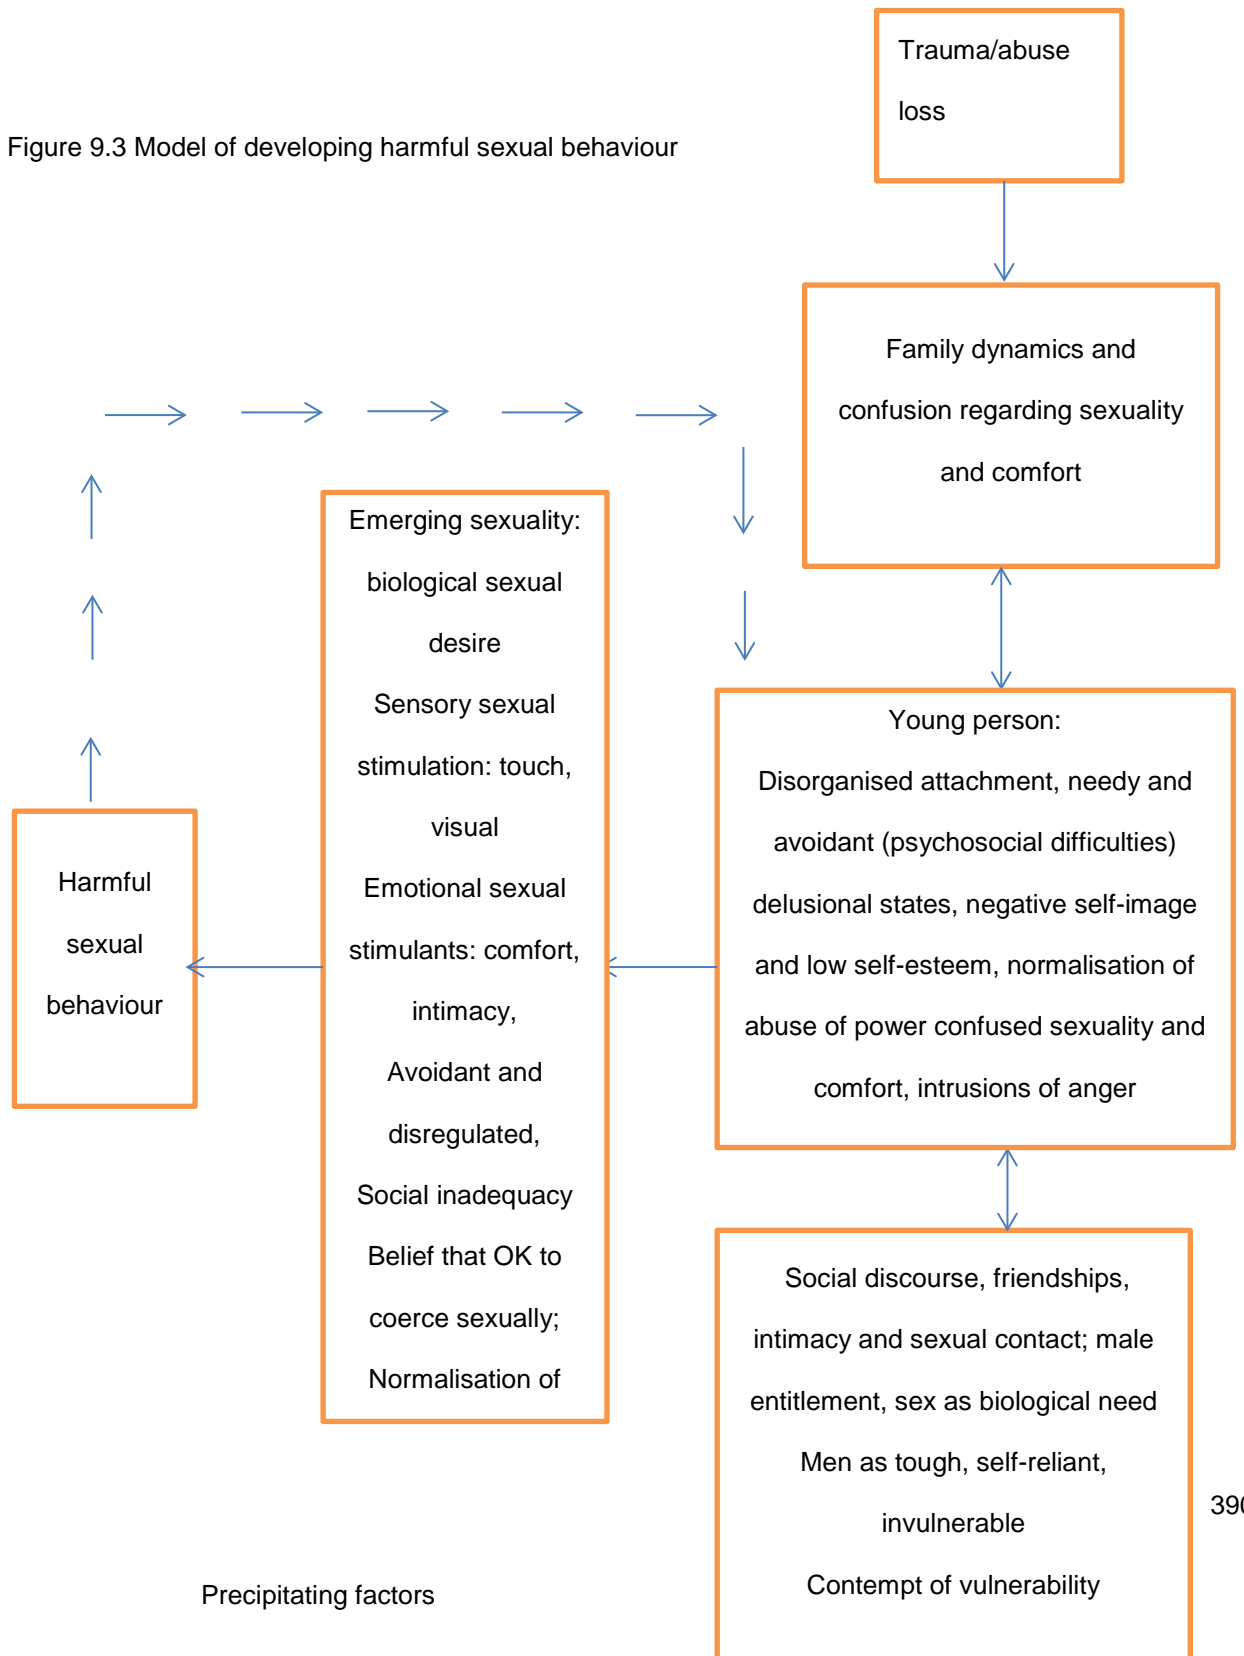 Trauma/abuse
loss
Figure 9.3 Model of developing harmful sexual behaviour
Family dynamics and
confusion regarding sexuality
and comfort
Emerging sexuality:
biological sexual
desire
Sensory sexual
stimulation: touch,
visual
Emotional sexual
stimulants: comfort,
intimacy,
Avoidant and
disregulated,
Social inadequacy
Belief that OK to
coerce sexually;
Normalisation of
Young person:
Disorganised attachment, needy and
avoidant (psychosocial difficulties)
delusional states, negative self-image
and low self-esteem, normalisation of
abuse of power confused sexuality and
comfort, intrusions of anger
Harmful
sexual
behaviour
Social discourse, friendships,
intimacy and sexual contact; male
entitlement, sex as biological need
Men as tough, self-reliant,
invulnerable
Contempt of vulnerability
390
Precipitating factors